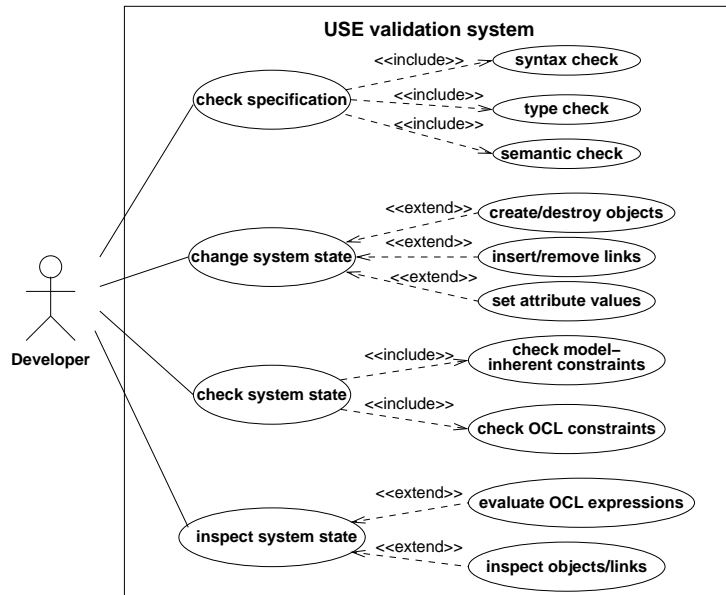 USE validation system
<<include>>
syntax check
check specification
<<include>>
type check
<<include>>
semantic check
<<extend>>
create/destroy objects
change system state
<<extend>>
insert/remove links
<<extend>>
set attribute values
Developer
<<include>>
check model–
inherent constraints
check system state
<<include>>
check OCL constraints
<<extend>>
evaluate OCL expressions
inspect system state
<<extend>>
inspect objects/links